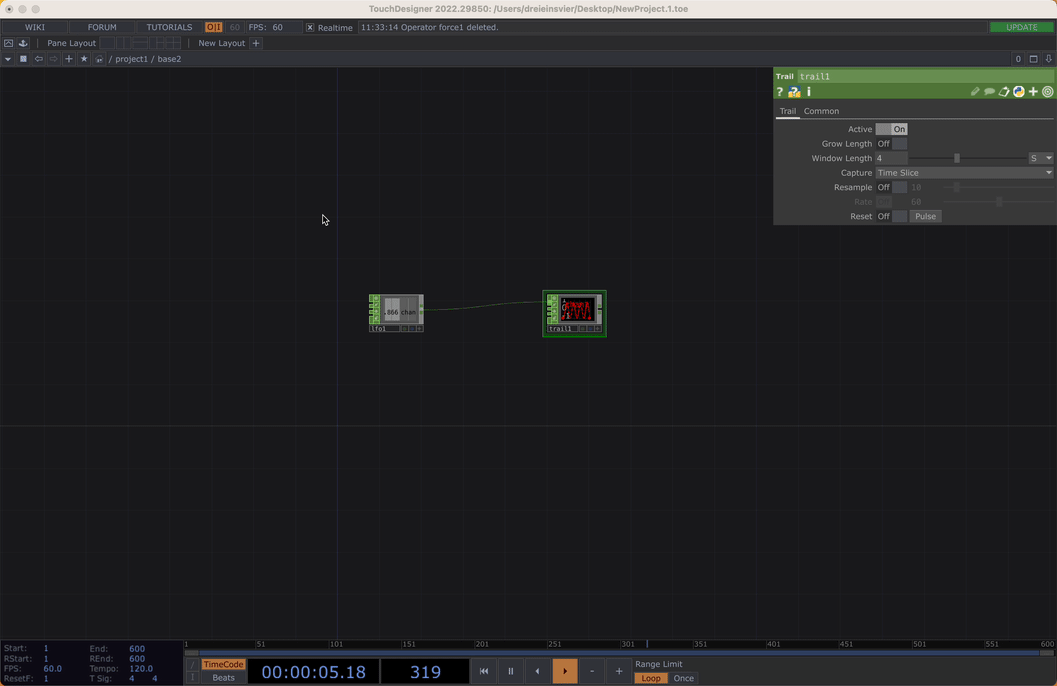 TouchDesigner 2022.29850: /Users/dreieinsvier/Desktop/NewProject.1.toe
WIKI FORUM TUTORIALS O|I 60 FPS: 60 Realtime 11:33:14 Operator force1 deleted. UPDATE
Pane Layout New Layout +
/ project1 / base2 0
Trail trail1
? ? i
Trail Common
Active On
Grow Length Off
Window Length 4 S
Capture Time Slice
Resample Off 10
Rate 60
Reset Off Pulse
.866 chan
lfo1
trail1
1 51 101 151 201 251 301 351 401 451 501 551 600
Start: 1 End: 600
RStart: 1 REnd: 600
FPS: 60.0 Tempo: 120.0
ResetF: 1 T Sig: 4 4
TimeCode
Beats
00:00:05.18 319
- +
Range Limit
Loop Once